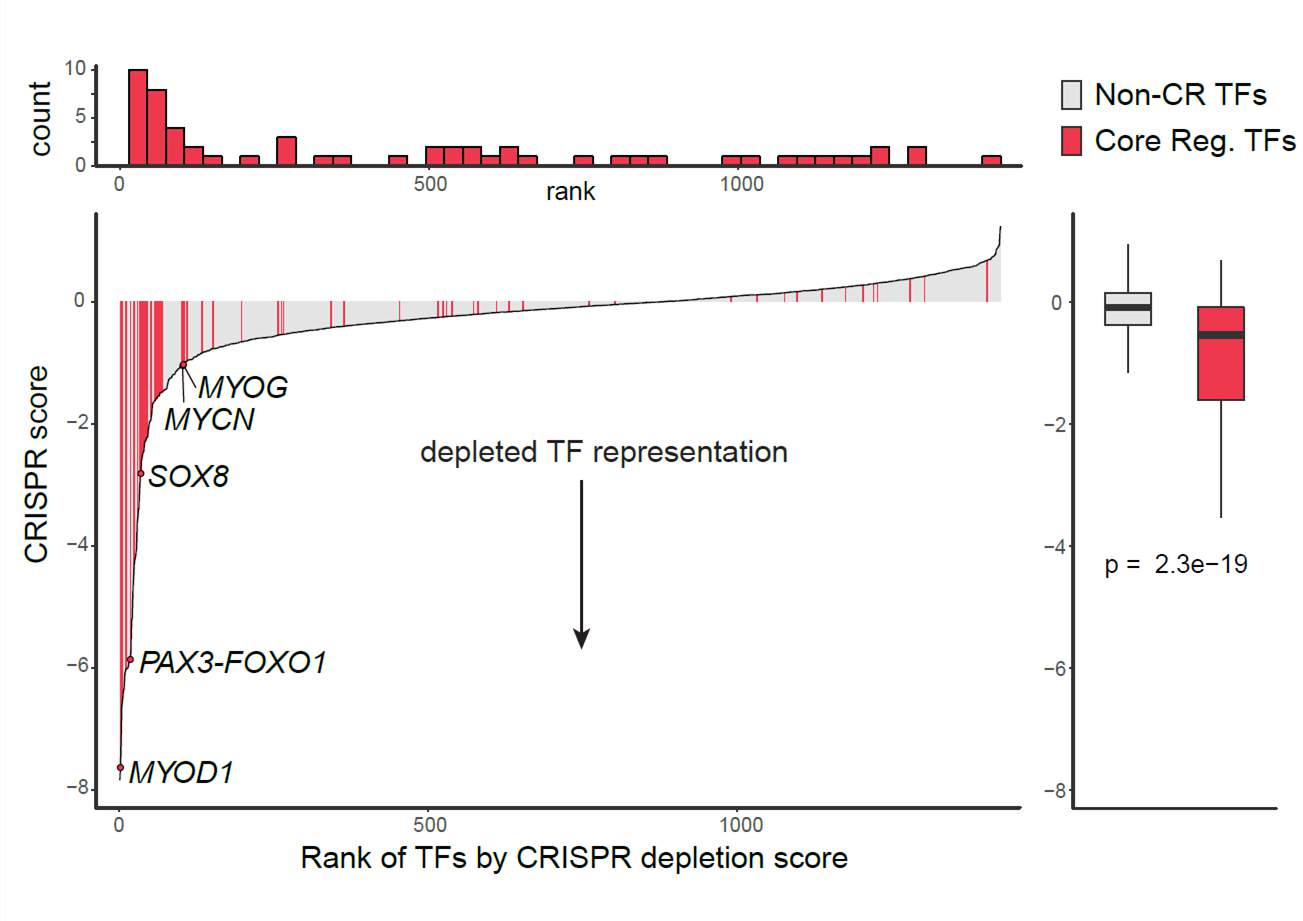 10
5
0
count
0
500
1000
rank
Non-CR TFs
Core Reg. TFs
0
−2
−4
−6
−8
CRISPR score
MYOG
MYCN
SOX8
PAX3-FOXO1
MYOD1
depleted TF representation
0
500
1000
Rank of TFs by CRISPR depletion score
0
−2
−4
−6
−8
p = 2.3e−19